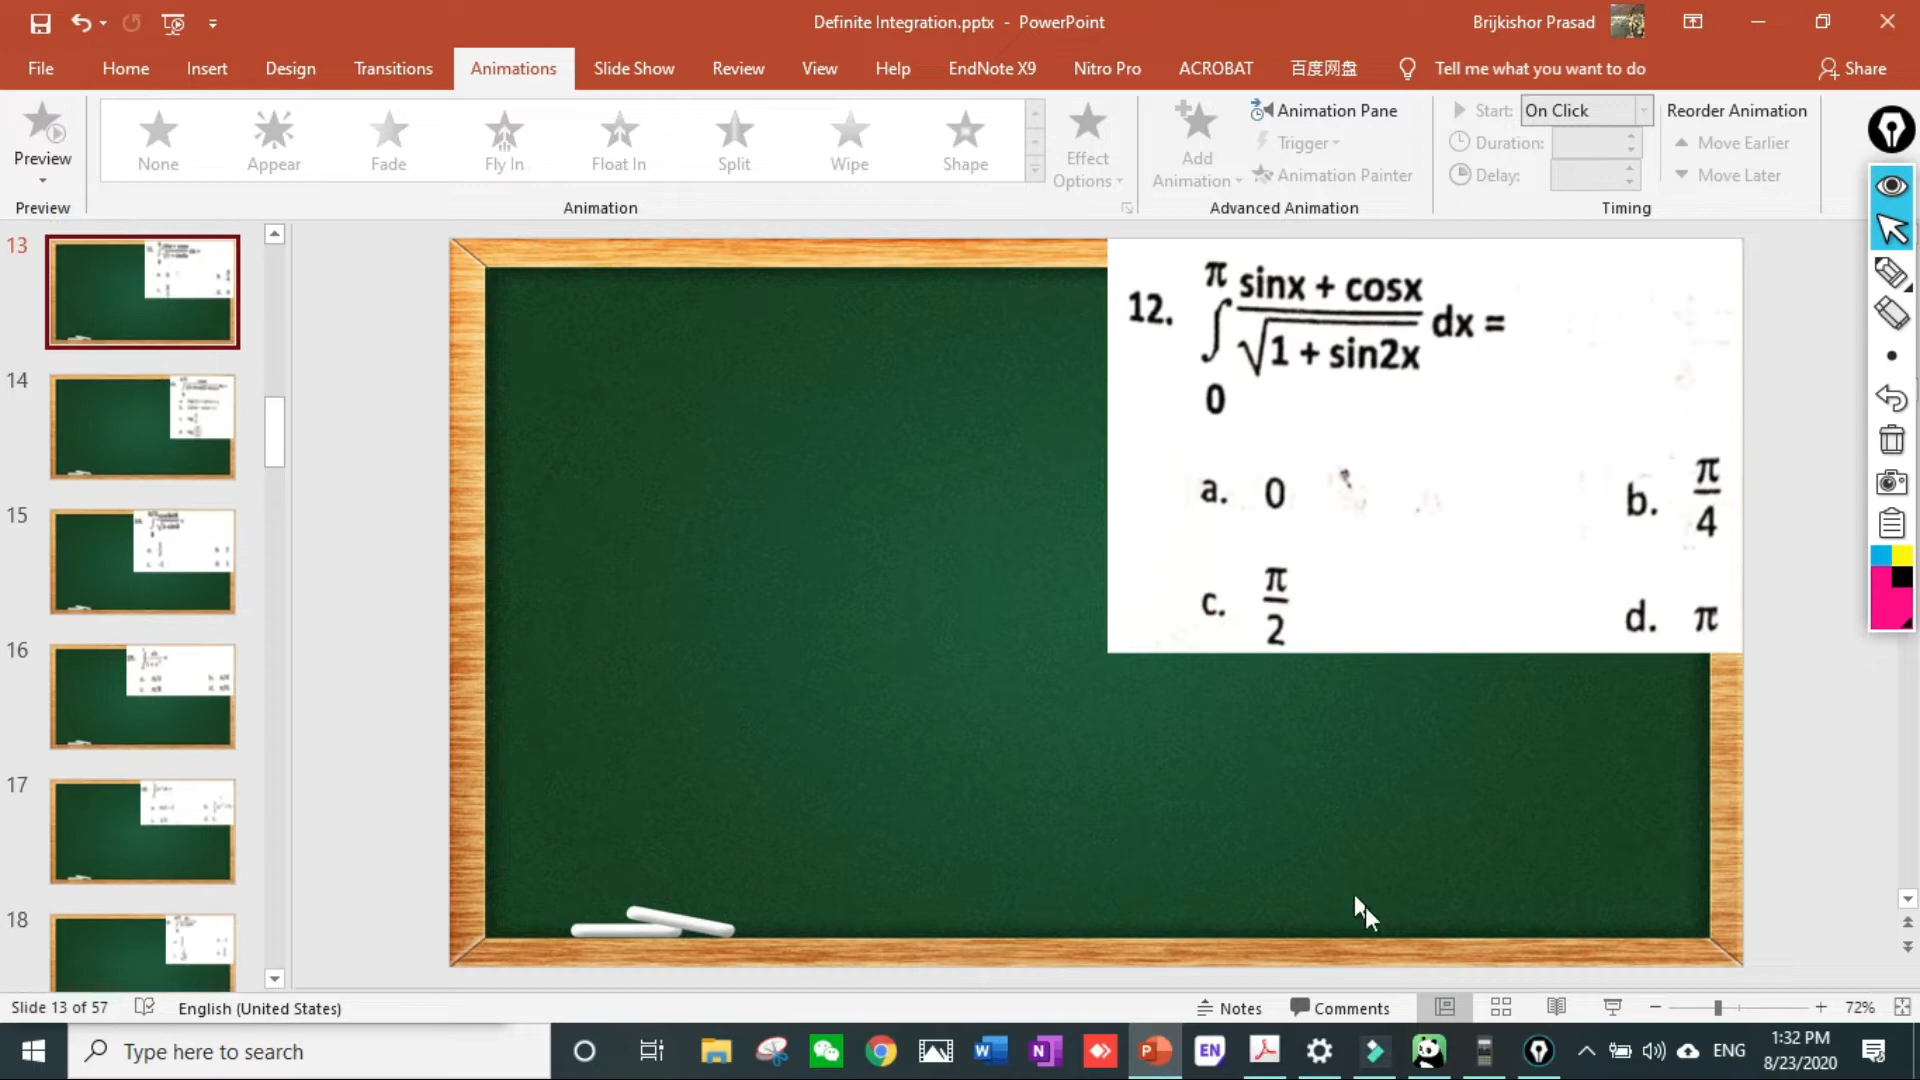 Definite Integration.pptx - PowerPoint
Brijkishor Prasad
File Home Insert Design Transitions Animations Slide Show Review View Help EndNote X9 Nitro Pro ACROBAT 百度网盘 Tell me what you want to do Share
Preview
None Appear Fade Fly In Float In Split Wipe Shape
Effect Options
Add Animation
Animation Pane
Trigger
Animation Painter
Start: On Click
Duration:
Delay:
Reorder Animation
Move Earlier
Move Later
Preview Animation Advanced Animation Timing
13
14
15
16
17
18
12. ∫₀^π (sinx + cosx)/√(1 + sin2x) dx =
a. 0 b. π/4
c. π/2 d. π
Slide 13 of 57 English (United States) Notes Comments 72%
Type here to search
EN
ENG
1:32 PM
8/23/2020